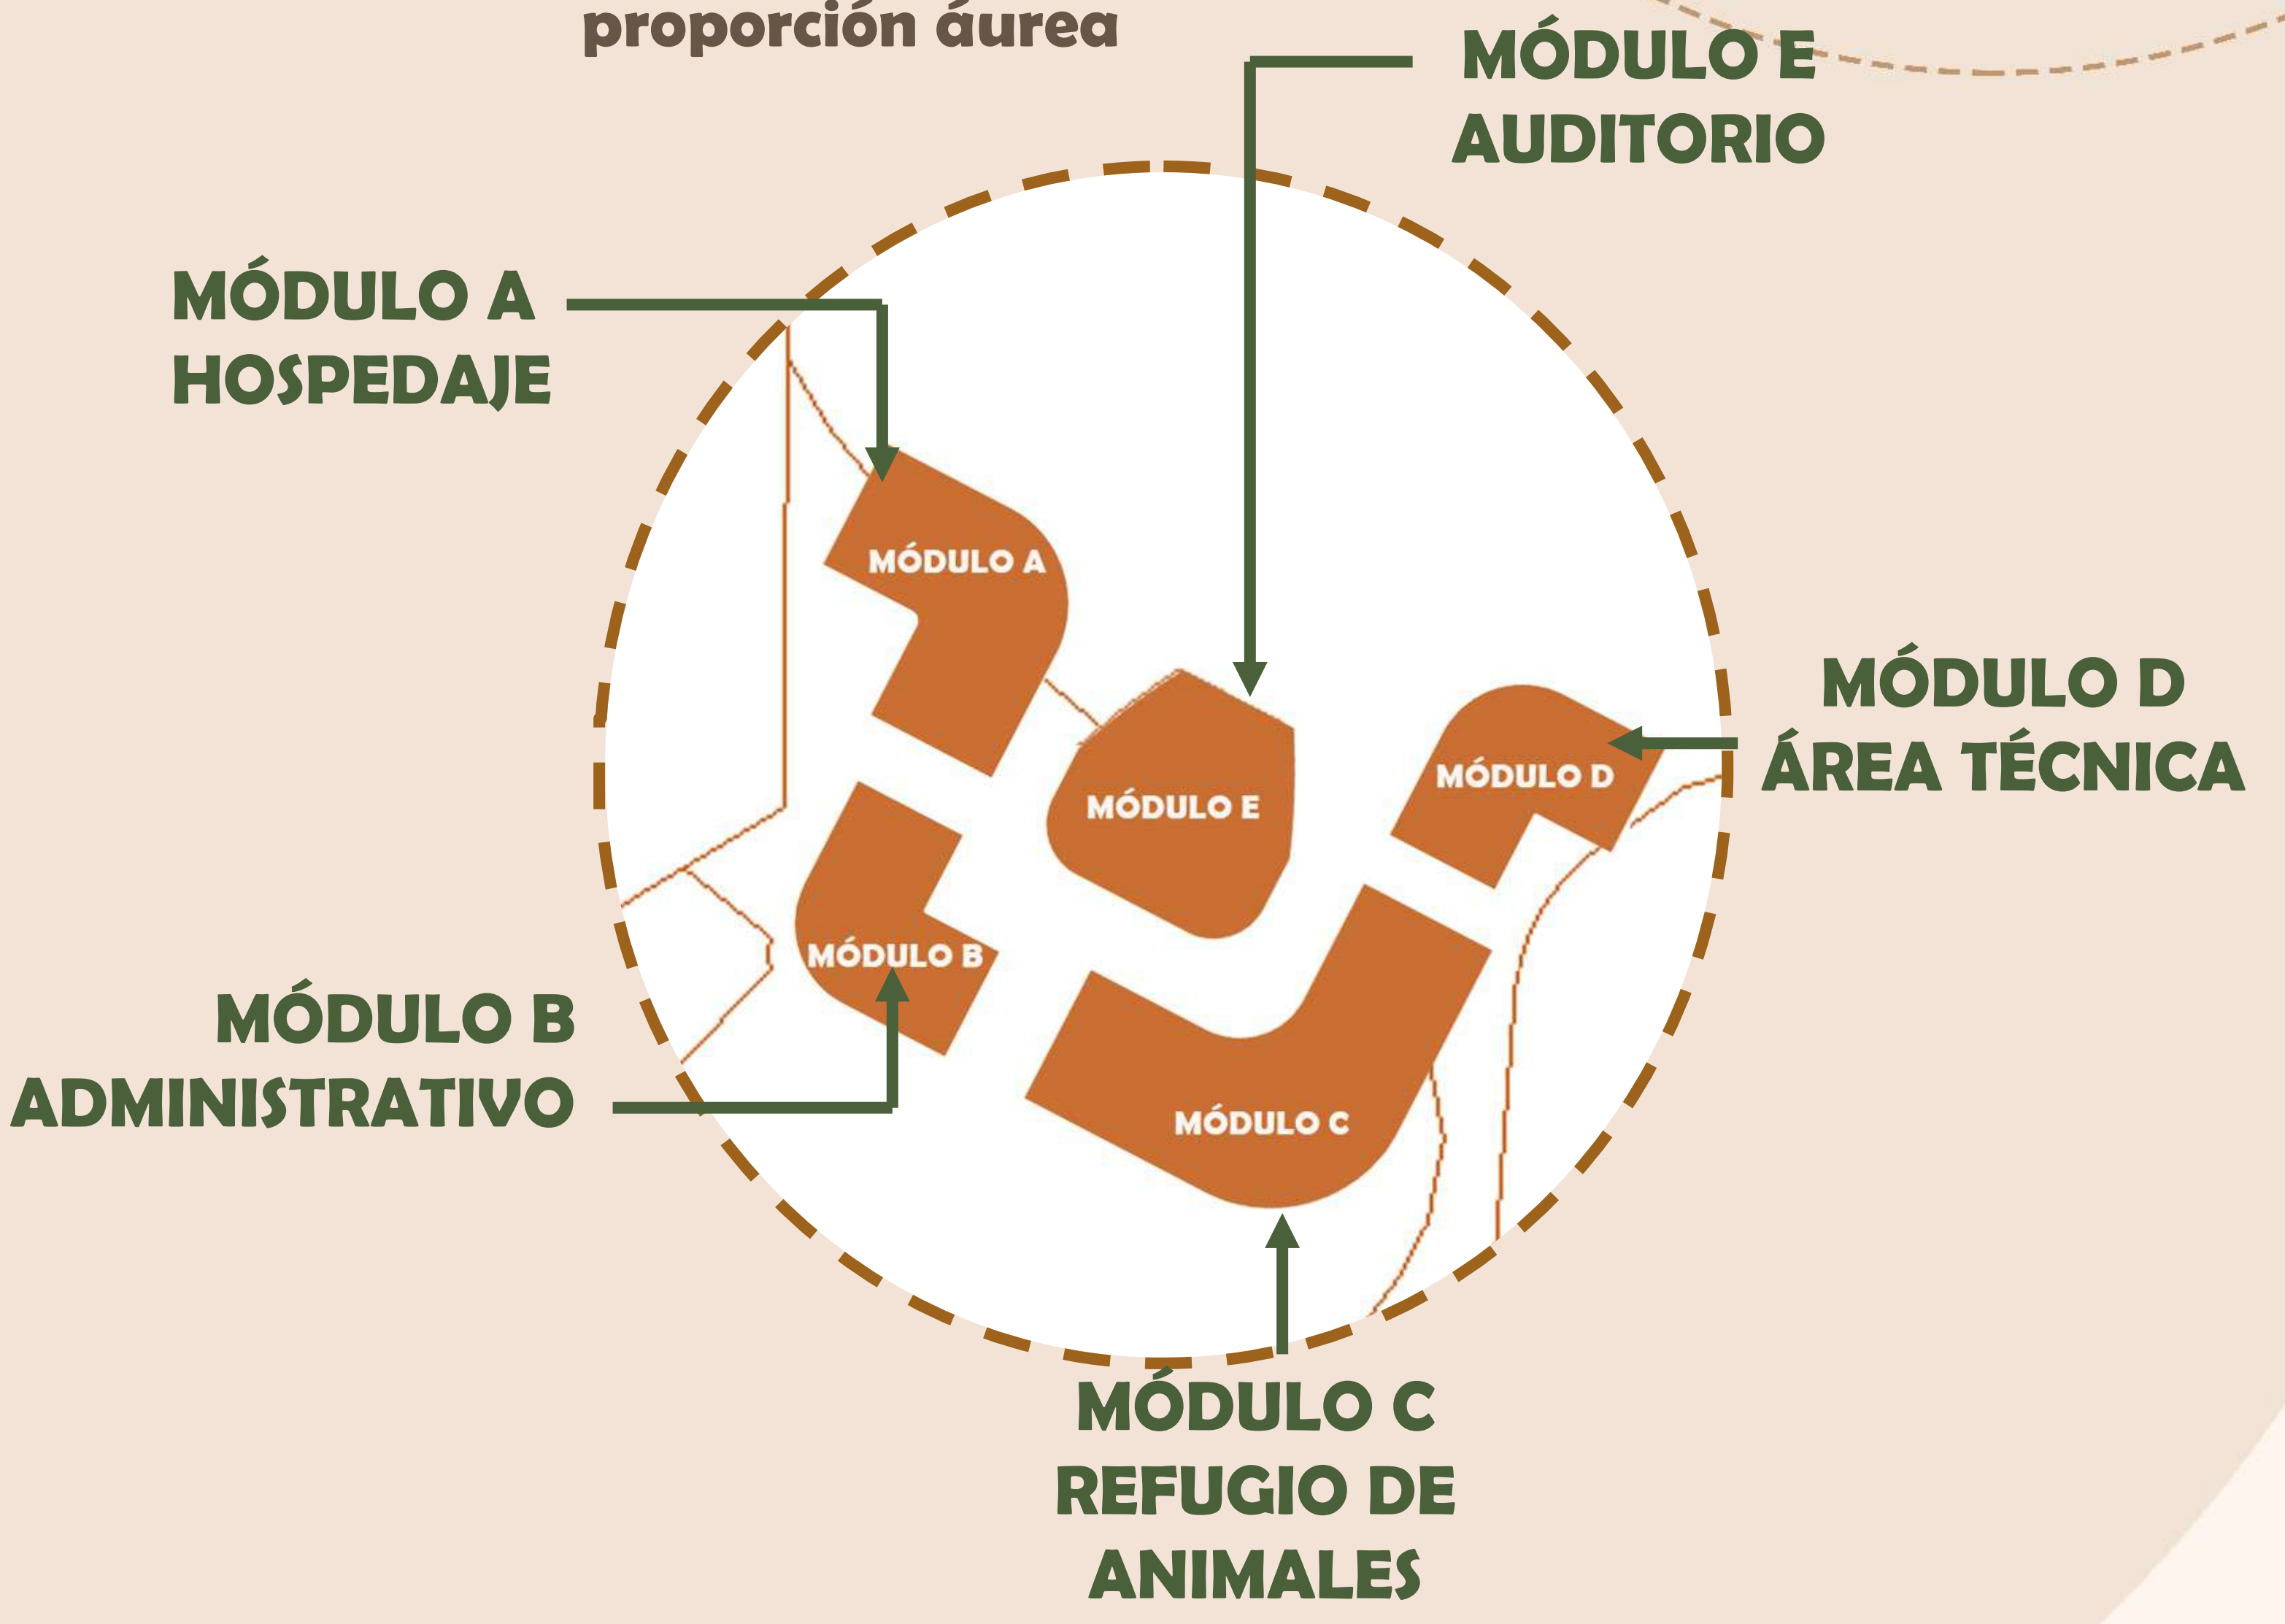 proporción áurea
MÓDULO E
AUDITORIO
MÓDULO A
HOSPEDAJE
MÓDULO A
MÓDULO D
ÁREA TÉCNICA
MÓDULO D
MÓDULO E
MÓDULO B
MÓDULO B
ADMINISTRATIVO
MÓDULO C
MÓDULO C
REFUGIO DE
ANIMALES